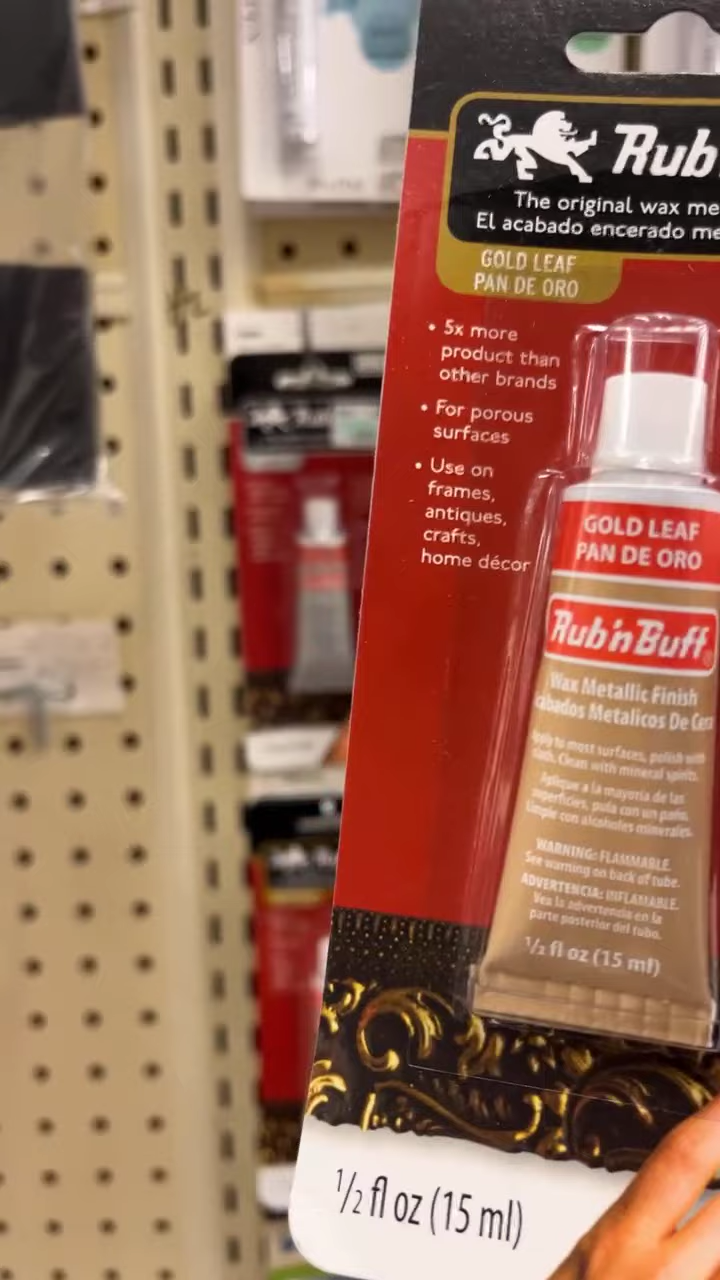 Rub
The original wax me
El acabado encerado me
GOLD LEAF
PAN DE ORO
• 5x more
product than
other brands
• For porous
surfaces
• Use on
frames,
antiques,
crafts,
home décor
GOLD LEAF
PAN DE ORO
Rub'n Buff
Wax Metallic Finish
cabados Metalicos De Cera
Apply to most surfaces, polish with
cloth. Clean with mineral spirits.
Aplique a la mayoría de las
superficies, pula con un paño.
Limpie con alcoholes minerales.
WARNING: FLAMMABLE.
See warning on back of tube.
ADVERTENCIA: INFLAMABLE.
Vea la advertencia en la
parte posterior del tubo.
½ fl oz (15 ml)
½ fl oz (15 ml)